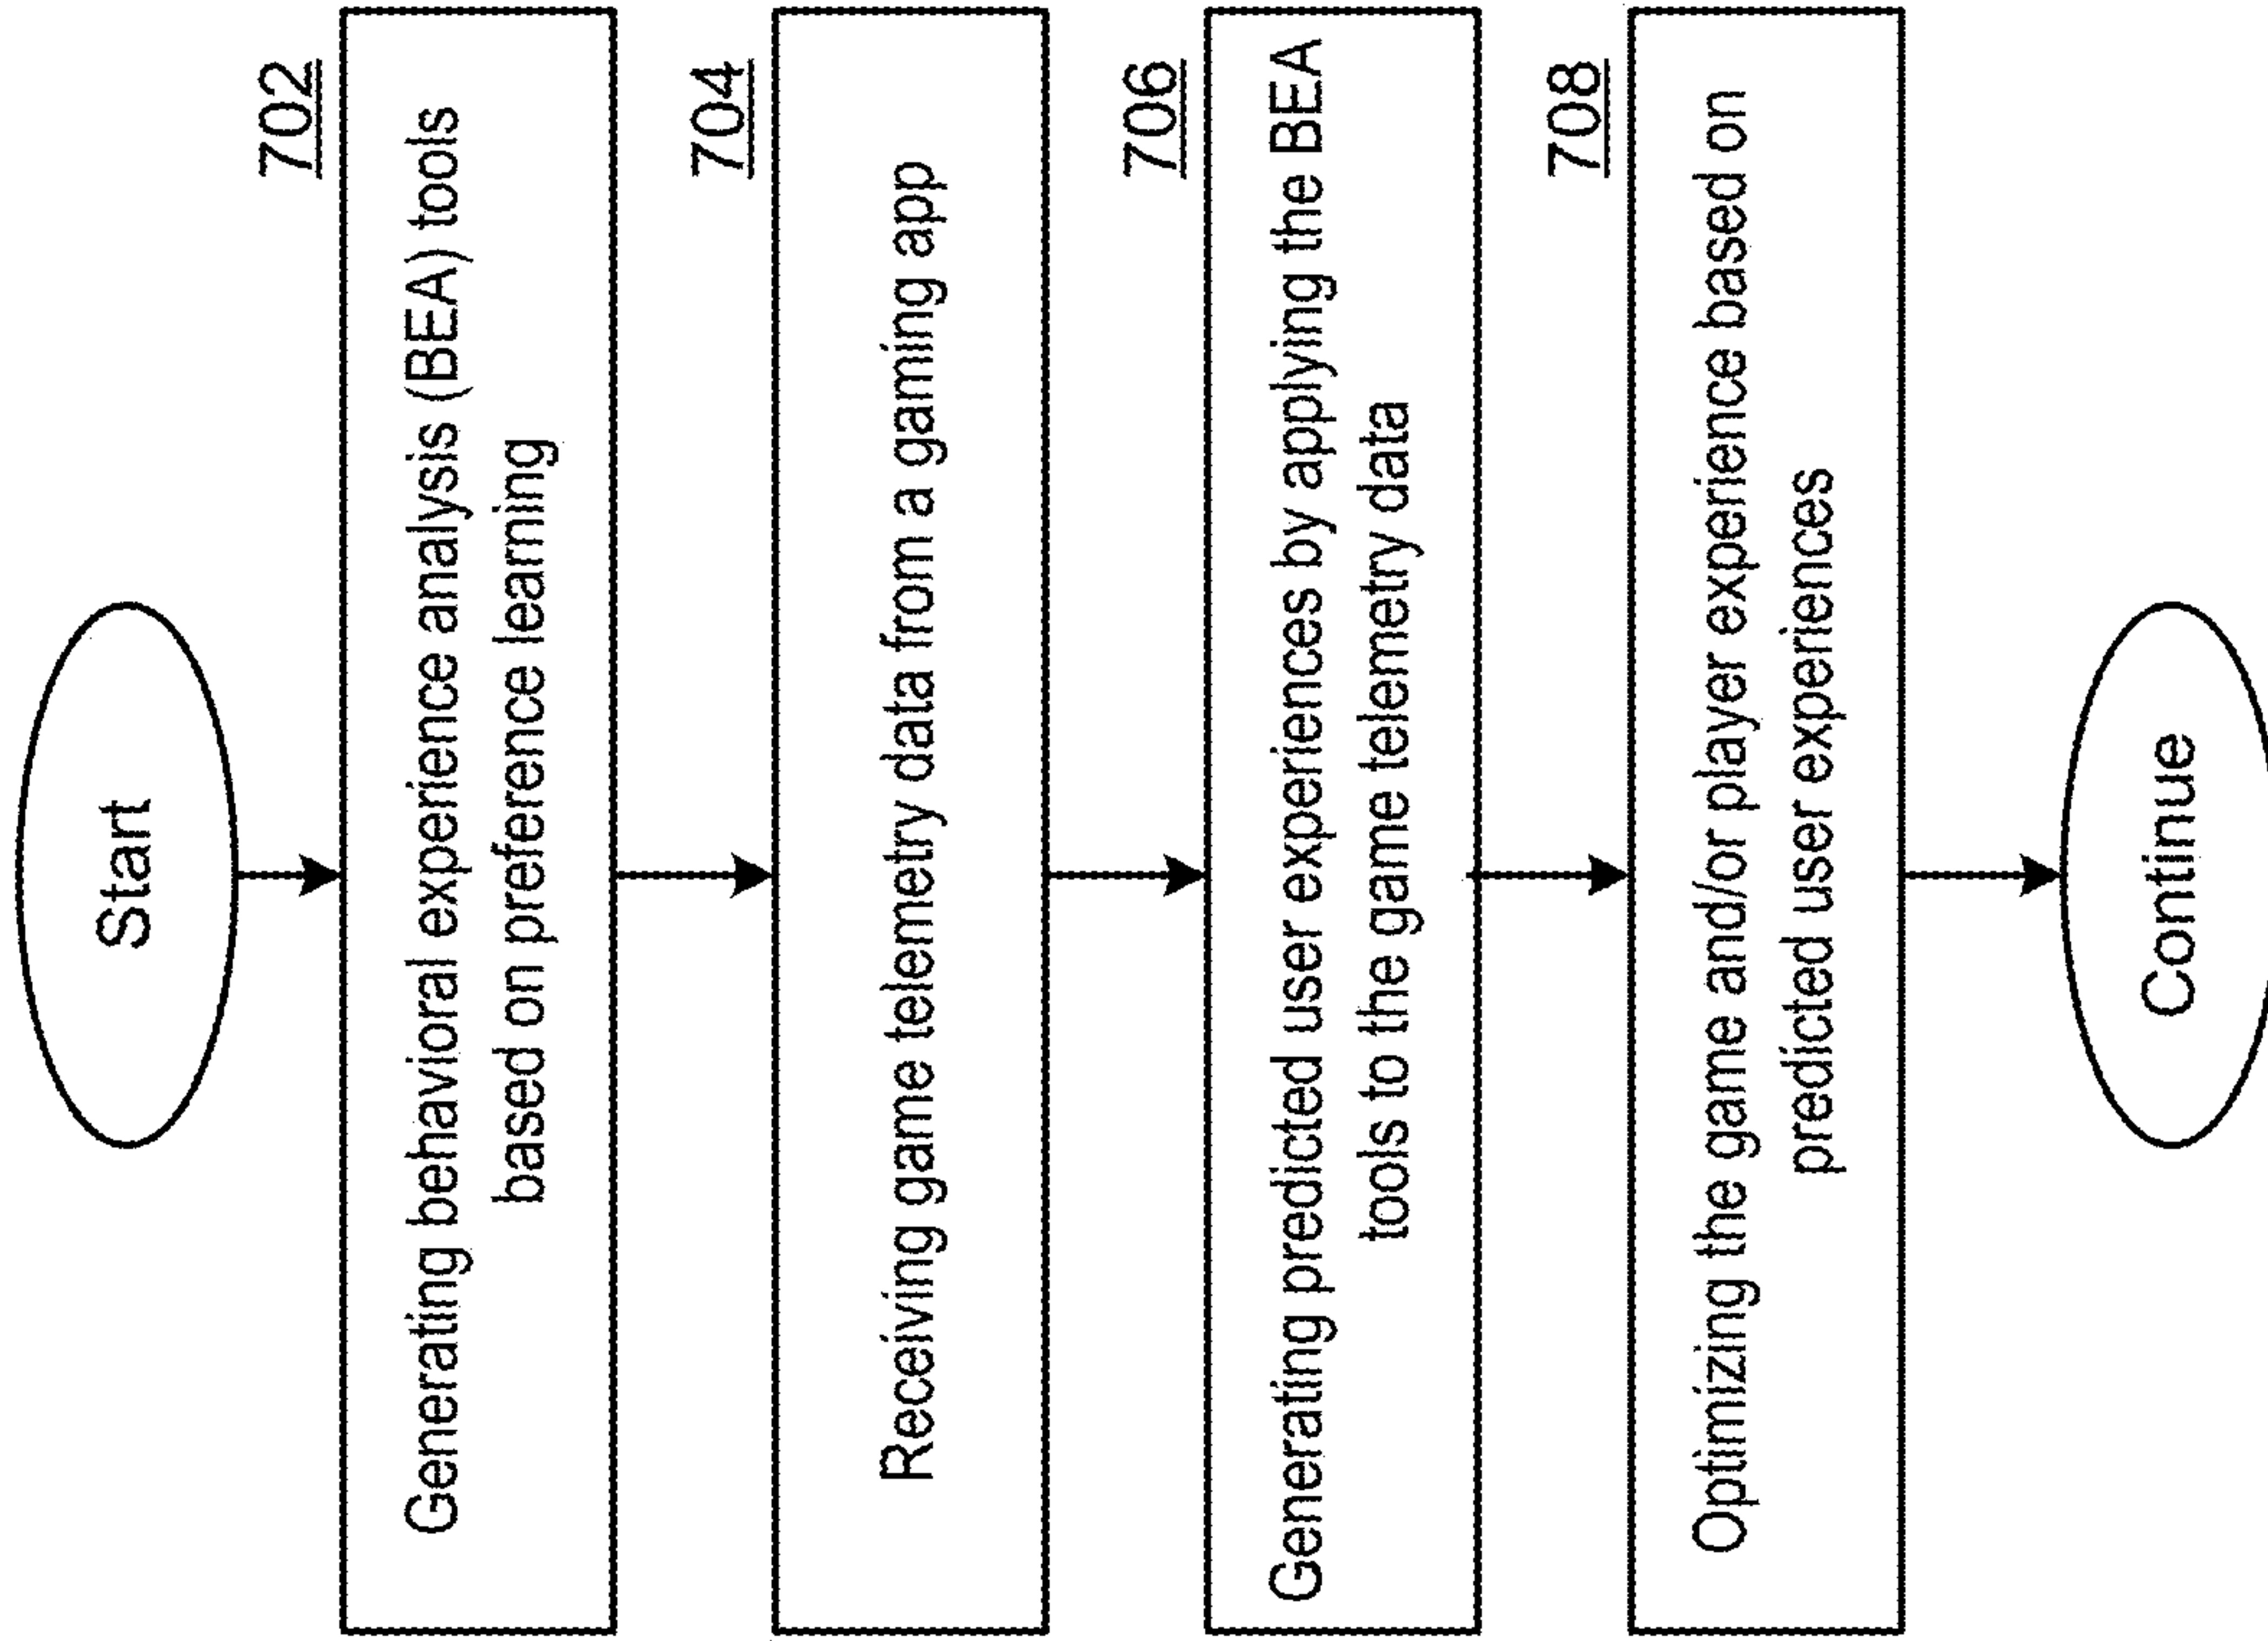 Start
702
Generating behavioral experience analysis (BEA) tools
based on preference learning
704
Receiving game telemetry data from a gaming app
706
Generating predicted user experiences by applying the BEA
tools to the game telemetry data
708
Optimizing the game and/or player experience based on
predicted user experiences
Continue